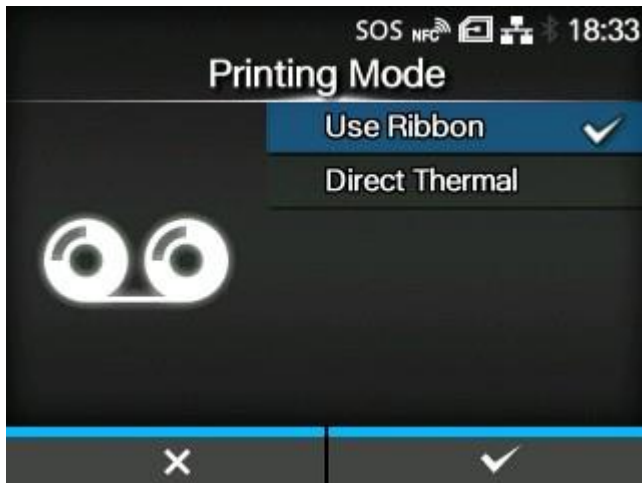 SOS NFC 18:33
Printing Mode
Use Ribbon
Direct Thermal